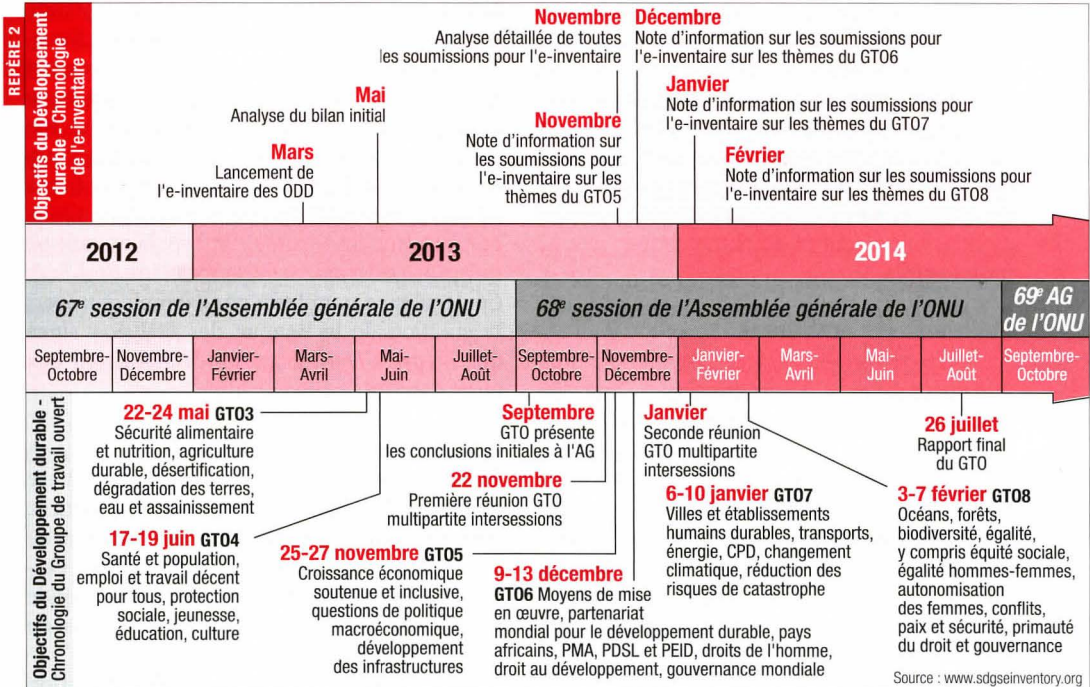 REPÈRE 2
Objectifs du Développement
durable - Chronologie
de l'e-inventaire
Novembre
Analyse détaillée de toutes
les soumissions pour l'e-inventaire
Décembre
Note d'information sur les soumissions pour
l'e-inventaire sur les thèmes du GTO6
Mai
Analyse du bilan initial
Janvier
Note d'information sur les soumissions pour
l'e-inventaire sur les thèmes du GTO7
Mars
Lancement de
l'e-inventaire des ODD
Novembre
Note d'information sur
les soumissions pour
l'e-inventaire sur les
thèmes du GTO5
Février
Note d'information sur les soumissions pour
l'e-inventaire sur les thèmes du GTO8
2012
2013
2014
67e session de l'Assemblée générale de l'ONU
68e session de l'Assemblée générale de l'ONU
69e AG
de l'ONU
Septembre-
Octobre
Novembre-
Décembre
Janvier-
Février
Mars-
Avril
Mai-
Juin
Juillet-
Août
Septembre-
Octobre
Novembre-
Décembre
Janvier-
Février
Mars-
Avril
Mai-
Juin
Juillet-
Août
Septembre-
Octobre
Objectifs du Développement durable -
Chronologie du Groupe de travail ouvert
22-24 mai GTO3
Sécurité alimentaire
et nutrition, agriculture
durable, désertification,
dégradation des terres,
eau et assainissement
17-19 juin GTO4
Santé et population,
emploi et travail décent
pour tous, protection
sociale, jeunesse,
éducation, culture
Septembre
GTO présente
les conclusions initiales à l'AG
22 novembre
Première réunion GTO
multipartite intersessions
25-27 novembre GTO5
Croissance économique
soutenue et inclusive,
questions de politique
macroéconomique,
développement
des infrastructures
9-13 décembre
GTO6 Moyens de mise
en œuvre, partenariat
mondial pour le développement durable, pays
africains, PMA, PDSL et PEID, droits de l'homme,
droit au développement, gouvernance mondiale
Janvier
Seconde réunion
GTO multipartite
intersessions
6-10 janvier GTO7
Villes et établissements
humains durables, transports,
énergie, CPD, changement
climatique, réduction des
risques de catastrophe
26 juillet
Rapport final
du GTO
3-7 février GTO8
Océans, forêts,
biodiversité, égalité,
y compris équité sociale,
égalité hommes-femmes,
autonomisation
des femmes, conflits,
paix et sécurité, primauté
du droit et gouvernance
Source : www.sdgseinventory.org